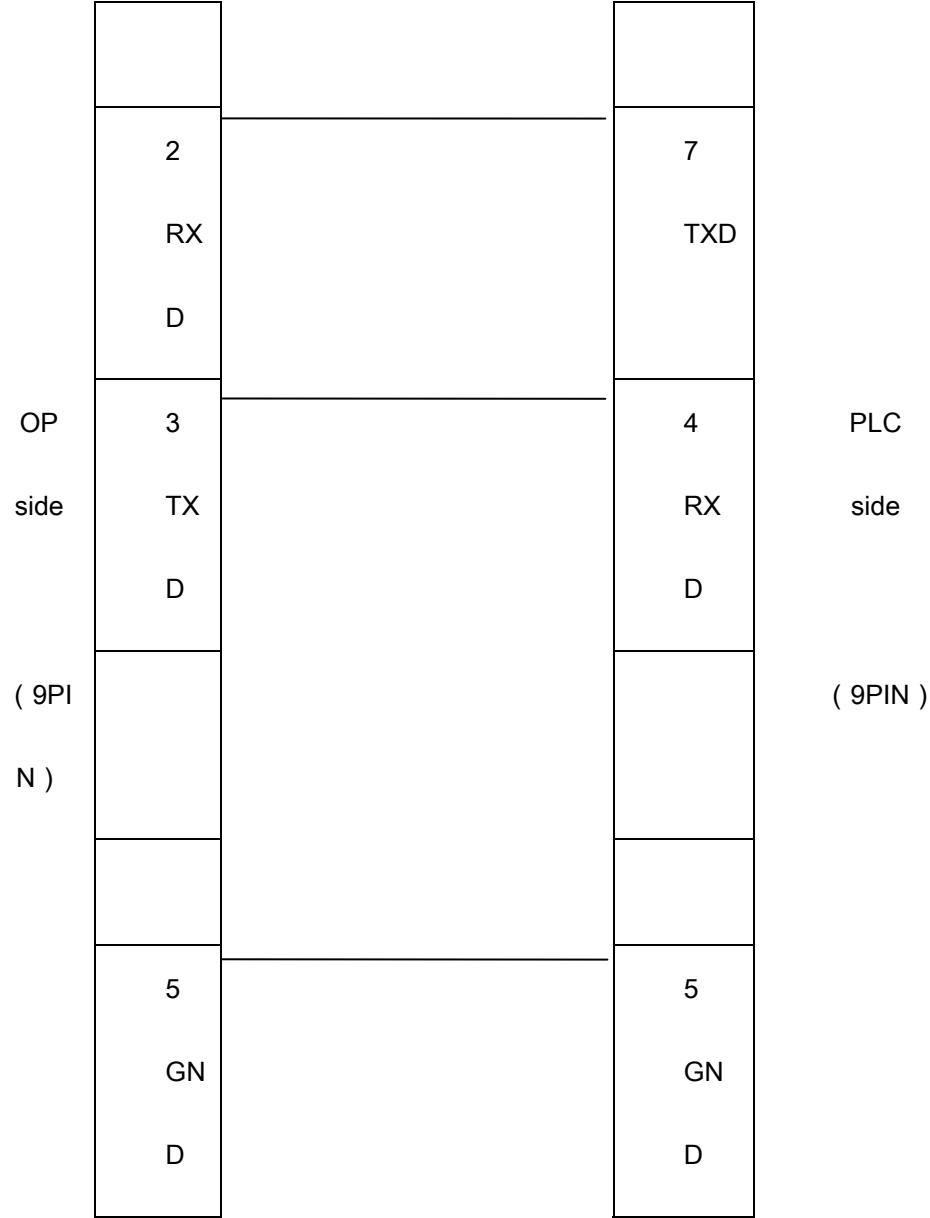 2 7
RX TXD
D
OP 3 4 PLC
side TX RX side
D D
( 9PI ( 9PIN )
N )
5 5
GN GN
D D